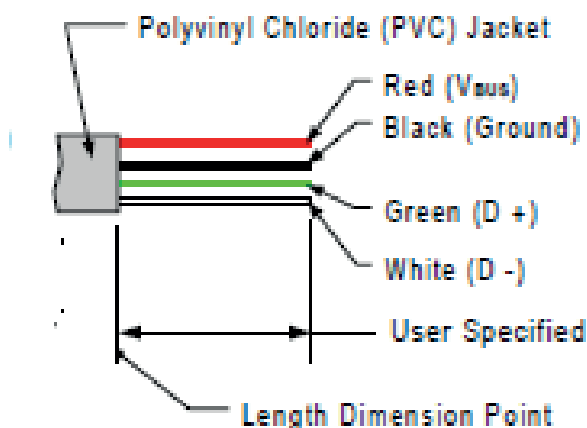 Polyvinyl Chloride (PVC) Jacket
Red (VBUS)
Black (Ground)
Green (D +)
White (D -)
User Specified
Length Dimension Point